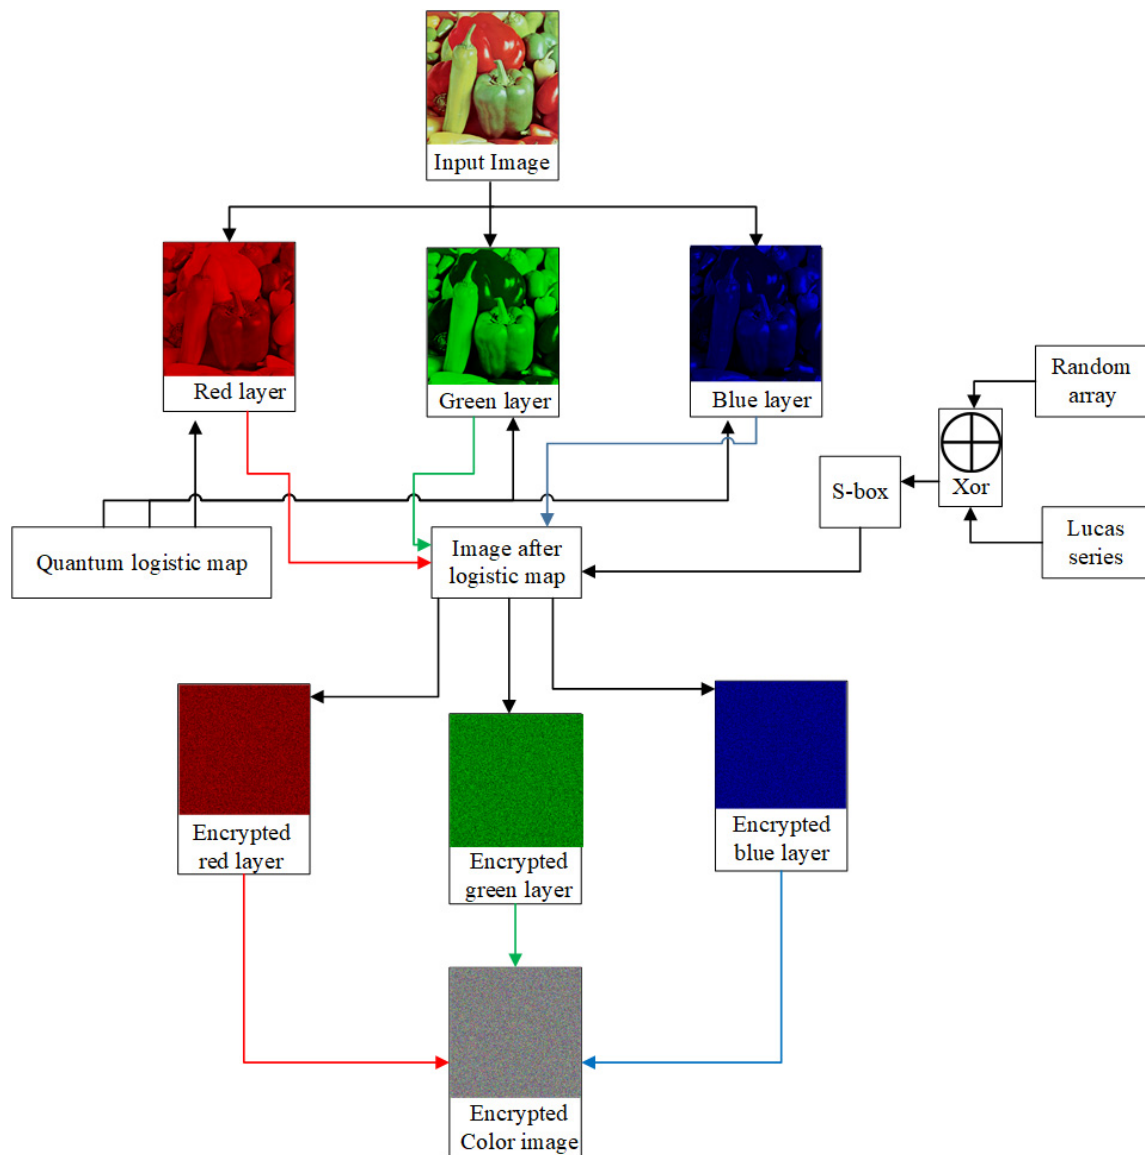 Input Image
Red layer
Green layer
Blue layer
Random
array
Xor
S-box
Lucas
series
Quantum logistic map
Image after
logistic map
Encrypted
red layer
Encrypted
green layer
Encrypted
blue layer
Encrypted
Color image